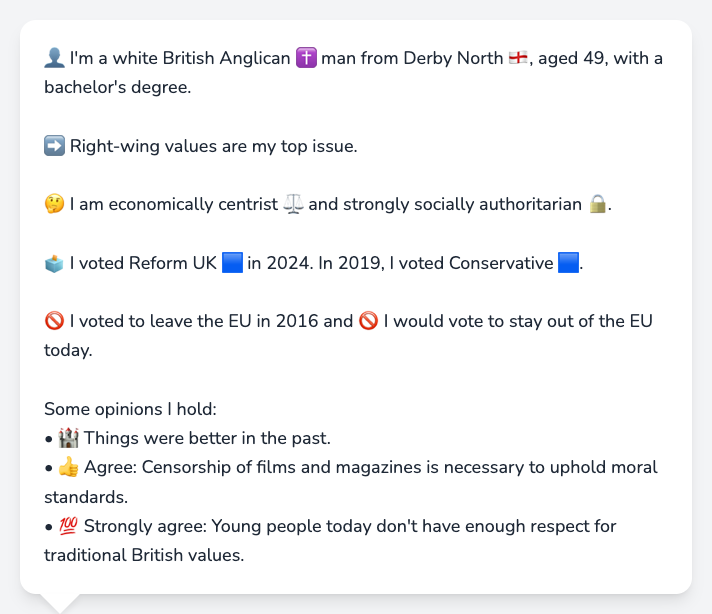 👤 I'm a white British Anglican ✝️ man from Derby North 🏴󠁧󠁢󠁥󠁮󠁧󠁿, aged 49, with a
bachelor's degree.
➡️ Right-wing values are my top issue.
🤔 I am economically centrist ⚖️ and strongly socially authoritarian 🔒.
🗳️ I voted Reform UK 🟦 in 2024. In 2019, I voted Conservative 🟦.
🚫 I voted to leave the EU in 2016 and 🚫 I would vote to stay out of the EU
today.
Some opinions I hold:
• 🏰 Things were better in the past.
• 👍 Agree: Censorship of films and magazines is necessary to uphold moral
standards.
• 💯 Strongly agree: Young people today don't have enough respect for
traditional British values.